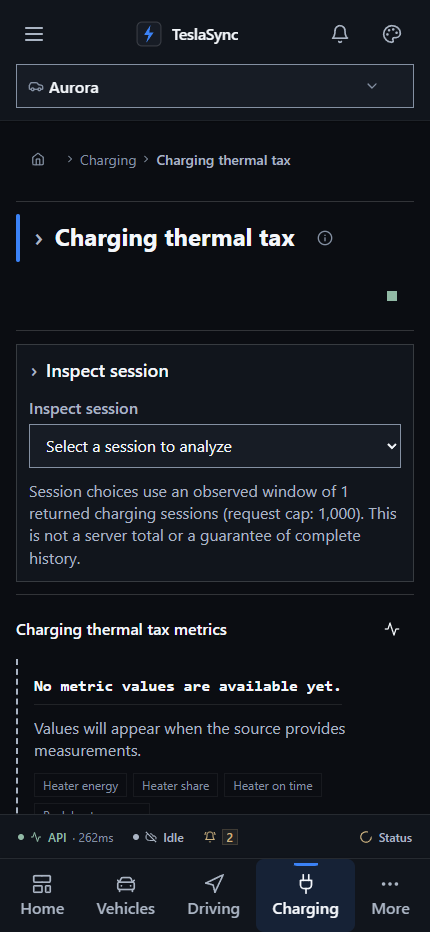 TeslaSync
Aurora
Charging
Charging thermal tax
Charging thermal tax
Inspect session
Inspect session
Select a session to analyze
Session choices use an observed window of 1
returned charging sessions (request cap: 1,000). This
is not a server total or a guarantee of complete
history.
Charging thermal tax metrics
No metric values are available yet.
Values will appear when the source provides
measurements.
Heater energy
Heater share
Heater on time
API · 262ms
Idle
2
Status
Home
Vehicles
Driving
Charging
More